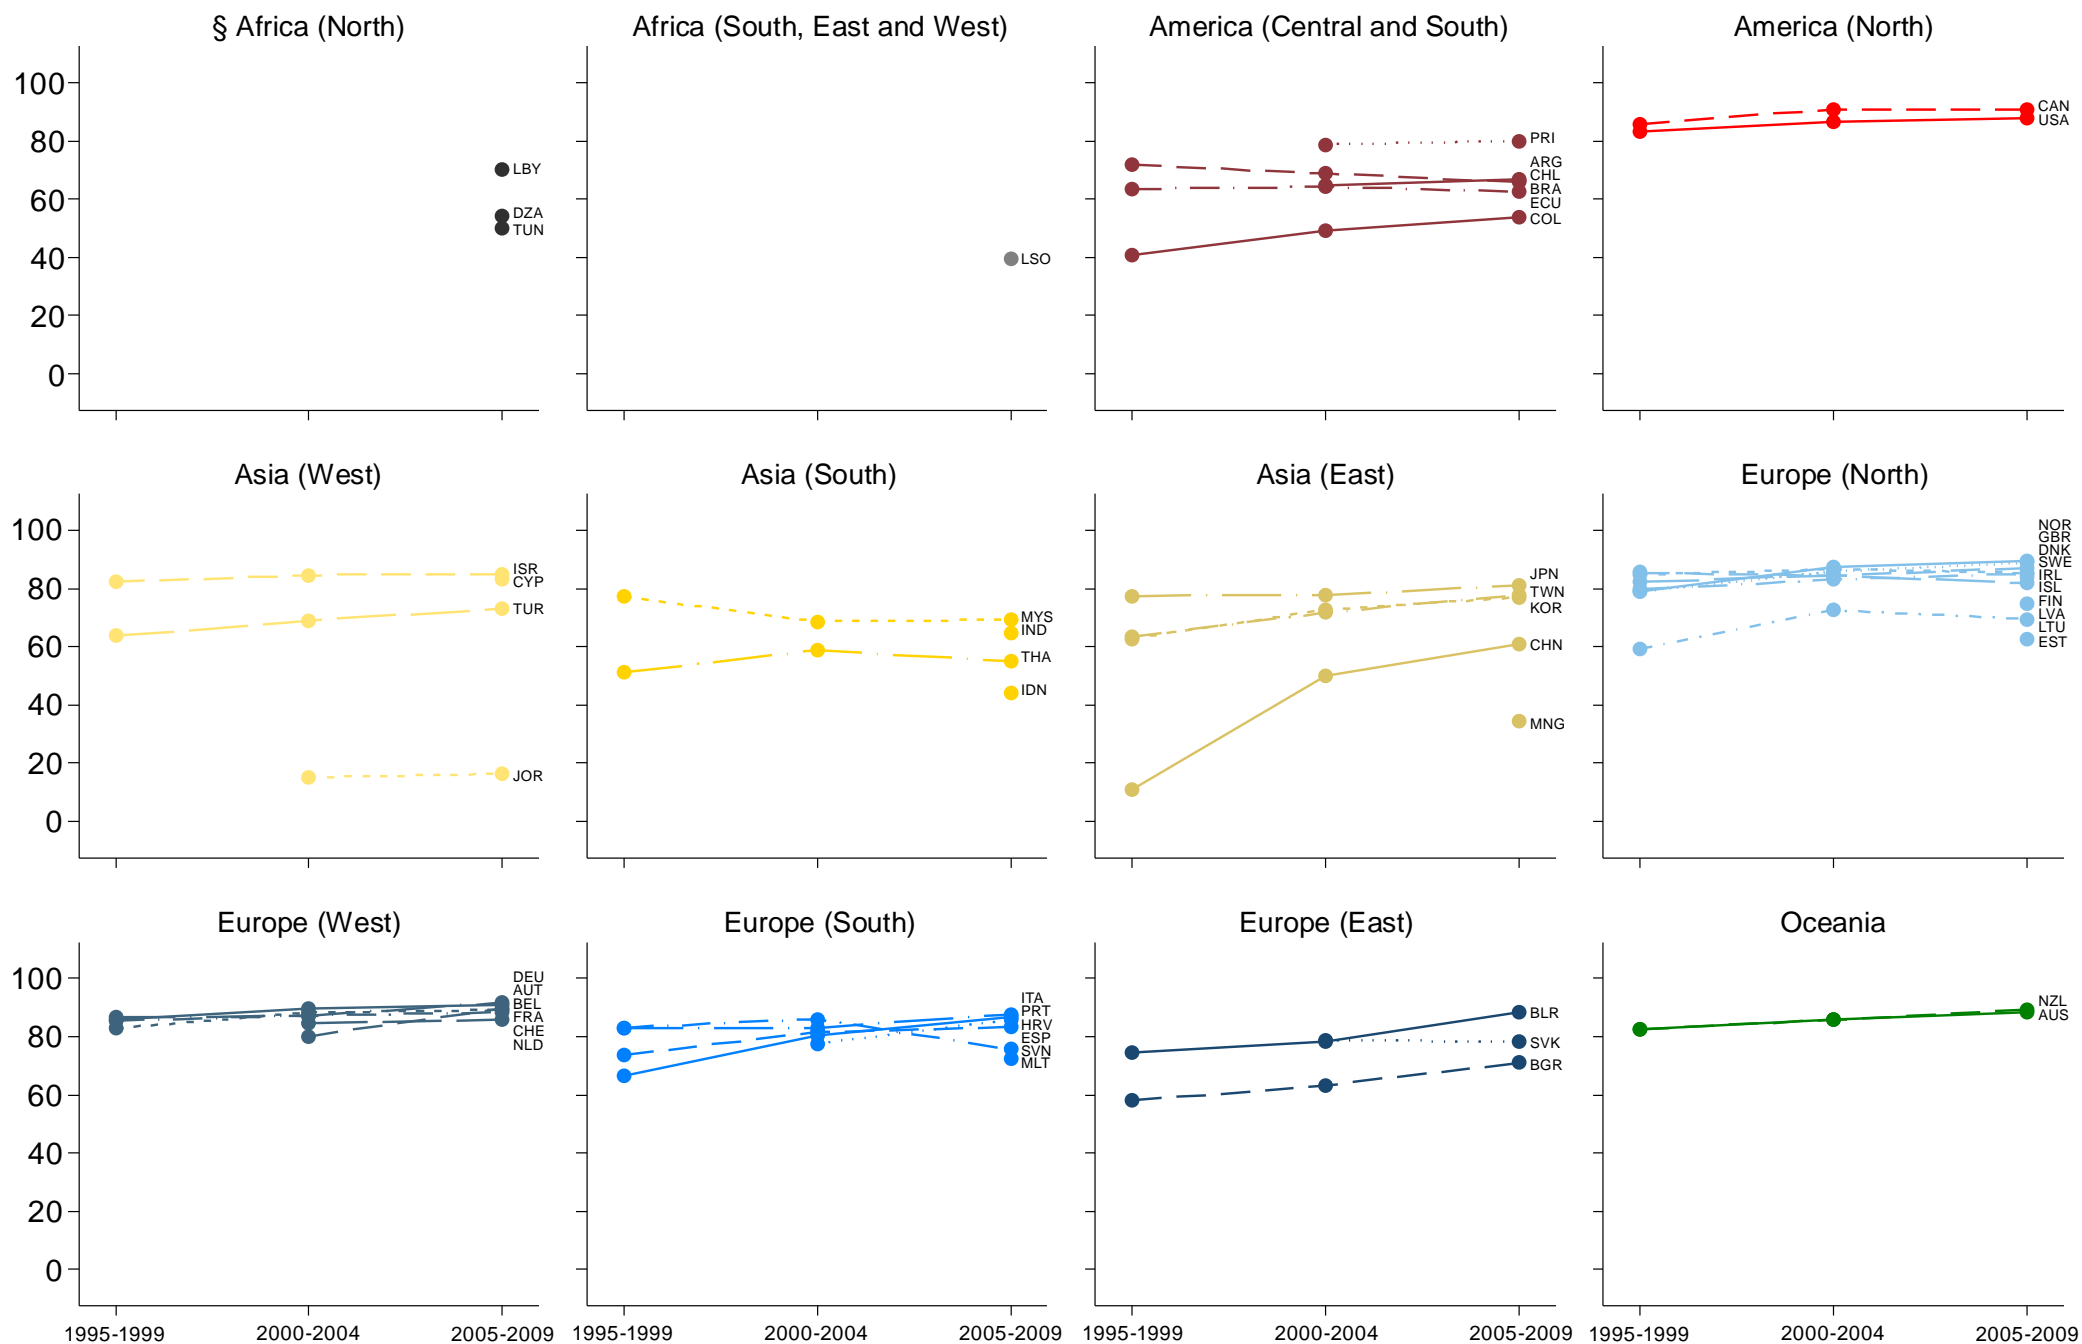 § Africa (North)
Africa (South, East and West)
America (Central and South)
America (North)
100
80
60
40
20
0
LBY
DZA
TUN
LSO
PRI
ARG
CHL
BRA
ECU
COL
CAN
USA
Asia (West)
Asia (South)
Asia (East)
Europe (North)
100
80
60
40
20
0
ISR
CYP
TUR
JOR
MYS
IND
THA
IDN
JPN
TWN
KOR
CHN
MNG
NOR
GBR
DNK
SWE
IRL
ISL
FIN
LVA
LTU
EST
Europe (West)
Europe (South)
Europe (East)
Oceania
100
80
60
40
20
0
DEU
AUT
BEL
FRA
CHE
NLD
ITA
PRT
HRV
ESP
SVN
MLT
BLR
SVK
BGR
NZL
AUS
1995-1999 2000-2004 2005-2009
1995-1999 2000-2004 2005-2009
1995-1999 2000-2004 2005-2009
1995-1999 2000-2004 2005-2009